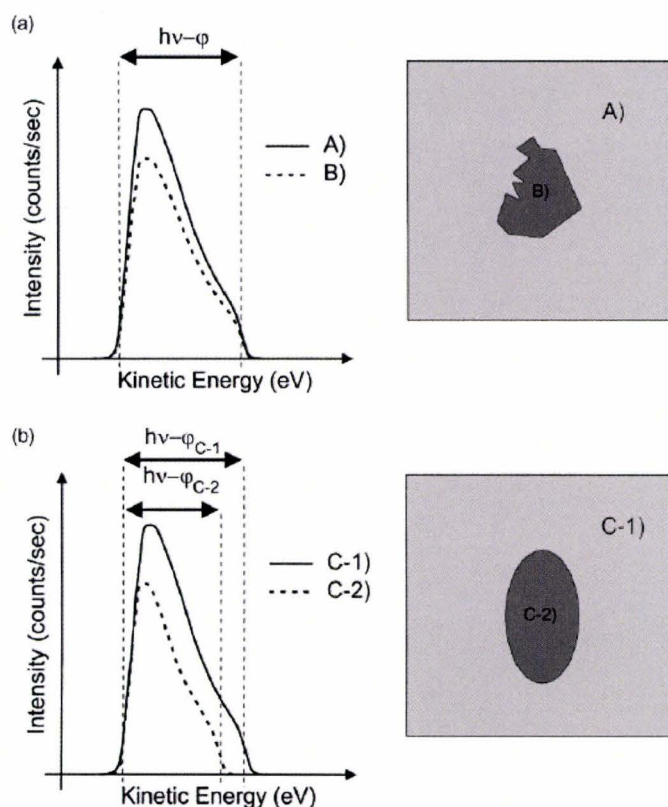 (a)
hν−φ
Intensity (counts/sec)
A)
B)
Kinetic Energy (eV)
A)
B)
(b)
hν−φC-1
hν−φC-2
Intensity (counts/sec)
C-1)
C-2)
Kinetic Energy (eV)
C-1)
C-2)